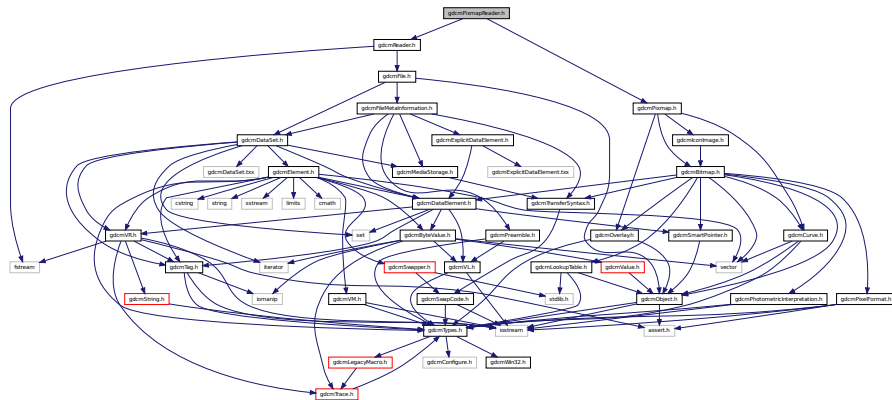 gdcmPixmapReader.h
gdcmReader.h
gdcmFile.h
gdcmFileMetaInformation.h
gdcmPixmap.h
gdcmDataSet.h
gdcmExplicitDataElement.h
gdcmIconImage.h
gdcmDataSet.txx
gdcmElement.h
gdcmMediaStorage.h
gdcmExplicitDataElement.txx
gdcmBitmap.h
cstring
string
sstream
limits
cmath
gdcmDataElement.h
gdcmTransferSyntax.h
gdcmVR.h
set
gdcmByteValue.h
gdcmPreamble.h
gdcmOverlay.h
gdcmSmartPointer.h
gdcmCurve.h
fstream
gdcmTag.h
iterator
gdcmSwapper.h
gdcmVL.h
gdcmLookupTable.h
gdcmValue.h
vector
gdcmString.h
iomanip
gdcmVM.h
gdcmSwapCode.h
stdlib.h
gdcmObject.h
gdcmPhotometricInterpretation.h
gdcmPixelFormat.h
gdcmTypes.h
iostream
assert.h
gdcmLegacyMacro.h
gdcmConfigure.h
gdcmWin32.h
gdcmTrace.h